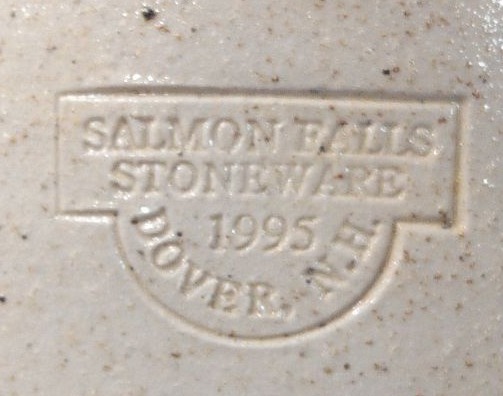 SALMON FALLS
STONEWARE
1995
DOVER, N.H.